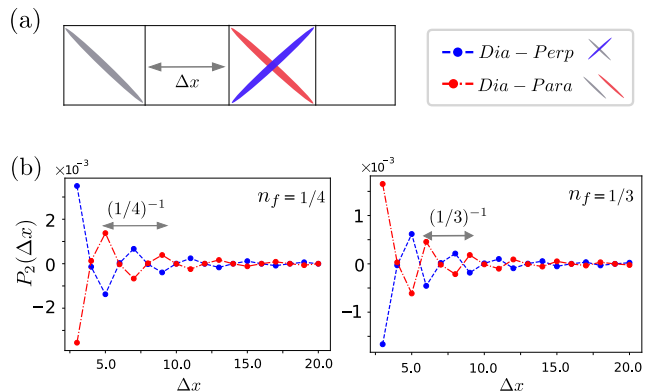 (a)
Δx
Dia − Perp
Dia − Para
(b)
×10⁻³
P₂(Δx)
2
0
−2
(1/4)⁻¹
n_f = 1/4
5.0 10.0 15.0 20.0
Δx
×10⁻³
1
0
−1
(1/3)⁻¹
n_f = 1/3
5.0 10.0 15.0 20.0
Δx